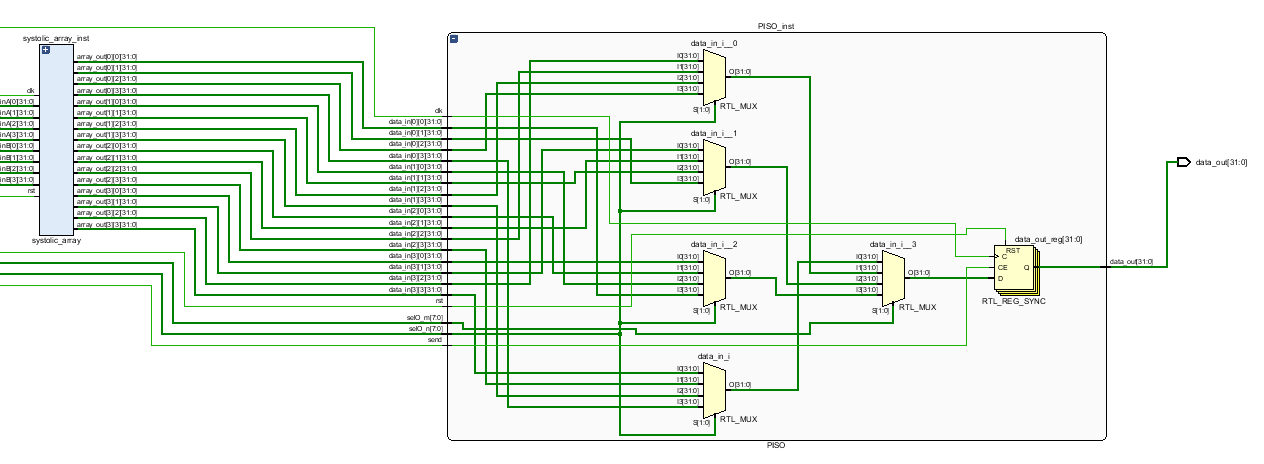 systolic_array_inst
array_out[0][0][31:0]
array_out[0][1][31:0]
array_out[0][2][31:0]
array_out[0][3][31:0]
array_out[1][0][31:0]
array_out[1][1][31:0]
array_out[1][2][31:0]
array_out[1][3][31:0]
array_out[2][0][31:0]
array_out[2][1][31:0]
array_out[2][2][31:0]
array_out[2][3][31:0]
array_out[3][0][31:0]
array_out[3][1][31:0]
array_out[3][2][31:0]
array_out[3][3][31:0]
clk
inA[0][31:0]
inA[1][31:0]
inA[2][31:0]
inA[3][31:0]
inB[0][31:0]
inB[1][31:0]
inB[2][31:0]
inB[3][31:0]
rst
systolic_array
PISO_inst
clk
data_in[0][0][31:0]
data_in[0][1][31:0]
data_in[0][2][31:0]
data_in[0][3][31:0]
data_in[1][0][31:0]
data_in[1][1][31:0]
data_in[1][2][31:0]
data_in[1][3][31:0]
data_in[2][0][31:0]
data_in[2][1][31:0]
data_in[2][2][31:0]
data_in[2][3][31:0]
data_in[3][0][31:0]
data_in[3][1][31:0]
data_in[3][2][31:0]
data_in[3][3][31:0]
rst
selO_m[7:0]
selO_n[7:0]
send
data_in_i__0
I0[31:0]
I1[31:0]
I2[31:0]
I3[31:0]
O[31:0]
S[1:0]
RTL_MUX
data_in_i__1
I0[31:0]
I1[31:0]
I2[31:0]
I3[31:0]
O[31:0]
S[1:0]
RTL_MUX
data_in_i__2
I0[31:0]
I1[31:0]
I2[31:0]
I3[31:0]
O[31:0]
S[1:0]
RTL_MUX
data_in_i__3
I0[31:0]
I1[31:0]
I2[31:0]
I3[31:0]
O[31:0]
S[1:0]
RTL_MUX
data_in_i
I0[31:0]
I1[31:0]
I2[31:0]
I3[31:0]
O[31:0]
S[1:0]
RTL_MUX
data_out_reg[31:0]
RST
C
CE
Q
D
RTL_REG_SYNC
data_out[31:0]
data_out[31:0]
PISO